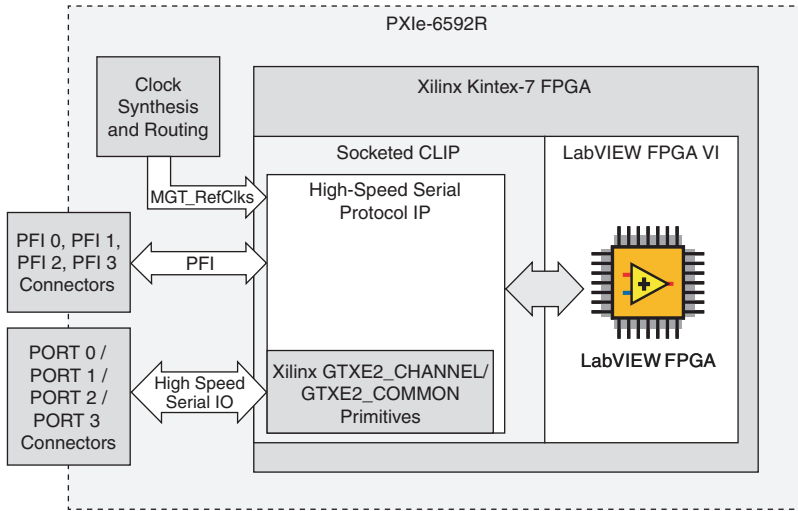 PXIe-6592R
Clock
Synthesis
and Routing
Xilinx Kintex-7 FPGA
Socketed CLIP
LabVIEW FPGA VI
MGT_RefClks
High-Speed Serial
Protocol IP
PFI 0, PFI 1,
PFI 2, PFI 3
Connectors
PFI
LabVIEW FPGA
PORT 0 /
PORT 1 /
PORT 2 /
PORT 3
Connectors
High Speed
Serial IO
Xilinx GTXE2_CHANNEL/
GTXE2_COMMON
Primitives